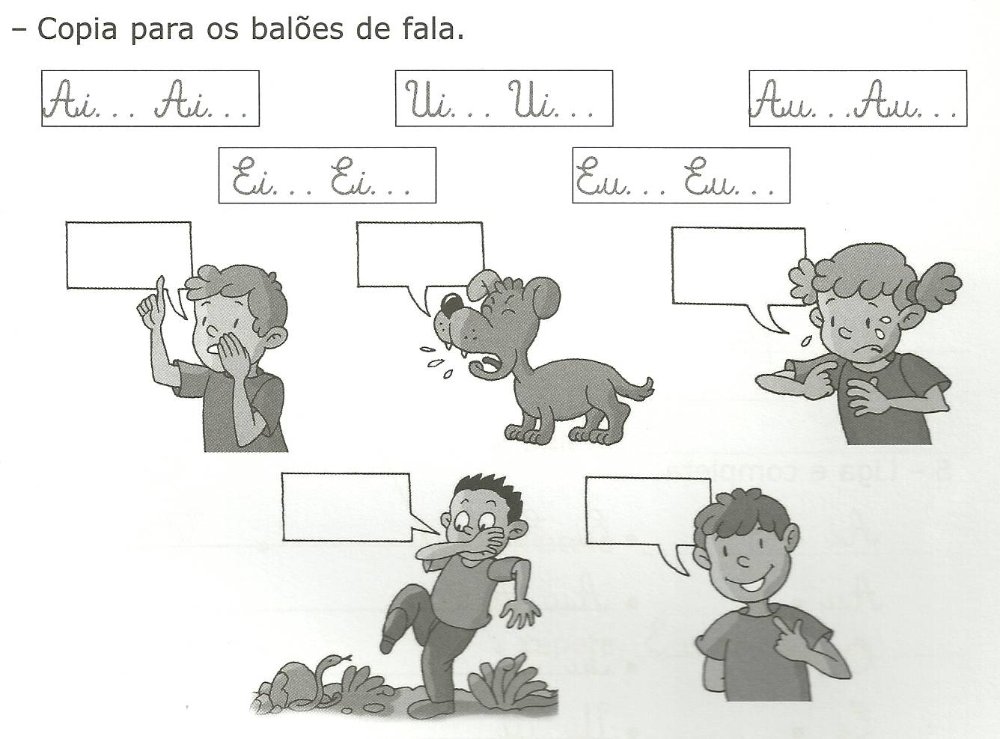 – Copia para os balões de fala.
Ai. . . Ai. . .
Ui. . . Ui. . .
Au. . . Au. . .
Ei. . . Ei. . .
Eu. . . Eu. . .